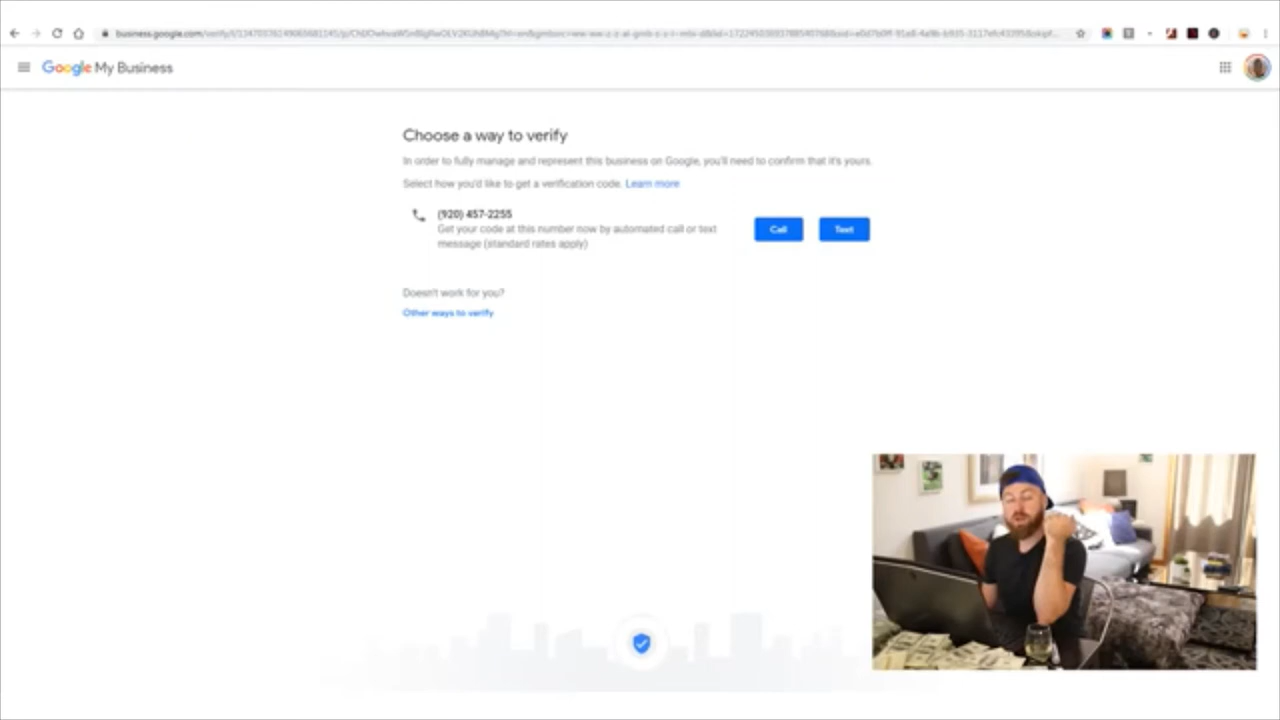 Google My Business
Choose a way to verify
In order to fully manage and represent this business on Google, you'll need to confirm that it's yours.
Select how you'd like to get a verification code. Learn more
(920) 457-2255
Get your code at this number now by automated call or text
message (standard rates apply)
Call
Text
Doesn't work for you?
Other ways to verify